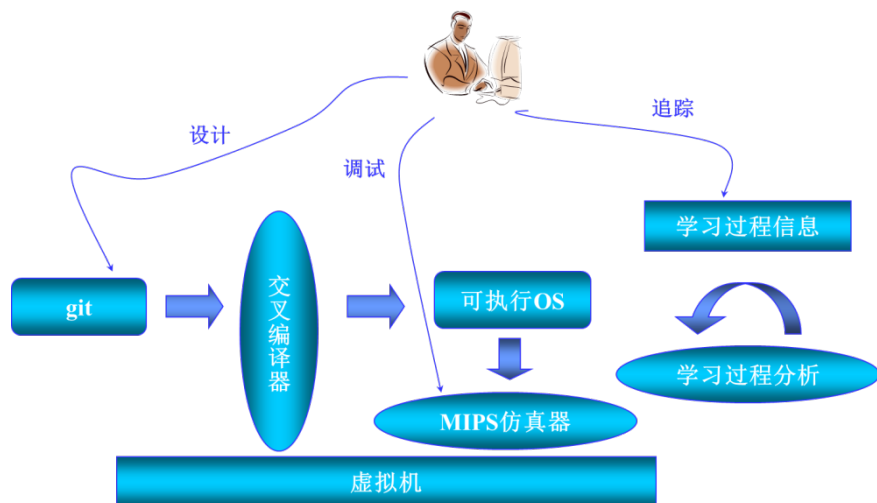 设计
追踪
调试
学习过程信息
git
交叉编译器
可执行OS
学习过程分析
MIPS仿真器
虚拟机